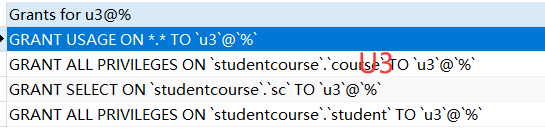 Grants for u3@%
GRANT USAGE ON *.* TO `u3`@`%`
GRANT ALL PRIVILEGES ON `studentcourse`.`course` TO `u3`@`%`
U3
GRANT SELECT ON `studentcourse`.`sc` TO `u3`@`%`
GRANT ALL PRIVILEGES ON `studentcourse`.`student` TO `u3`@`%`